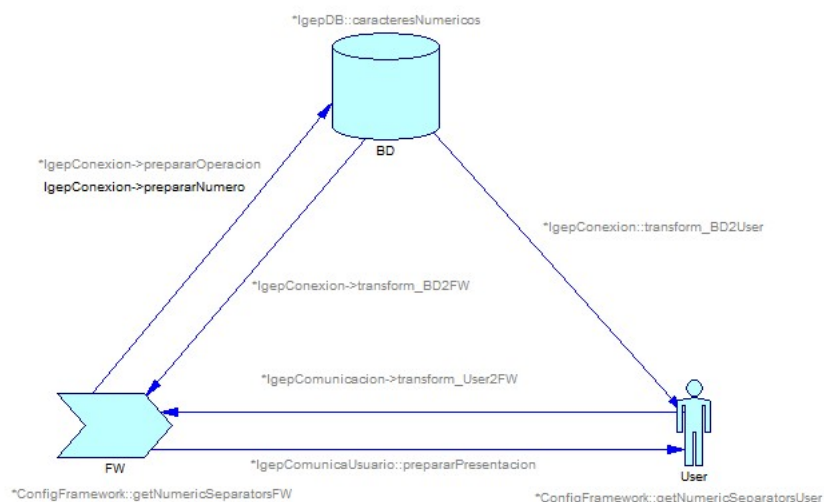 *IgepDB::caracteresNumericos
BD
*IgepConexion->prepararOperacion
IgepConexion->prepararNumero
*IgepConexion::transform_BD2User
*IgepConexion->transform_BD2FW
*IgepComunicacion->transform_User2FW
*IgepComunicaUsuario::prepararPresentacion
FW
User
*ConfigFramework::getNumericSeparatorsFW
*ConfigFramework::getNumericSeparatorsUser